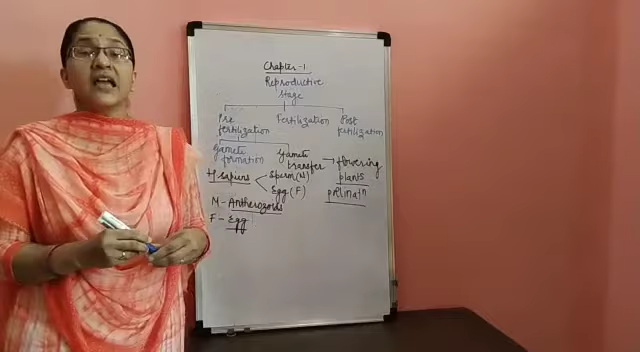 Chapter-1
Reproductive
Stage
Pre
fertilization
Fertilization
Post
fertilization
gamete
formation
Gamete
transfer → flowering
plants
pollinatn
H.sapiens
Sperm (M)
Egg (F)
M - Antherozoids
F - Egg